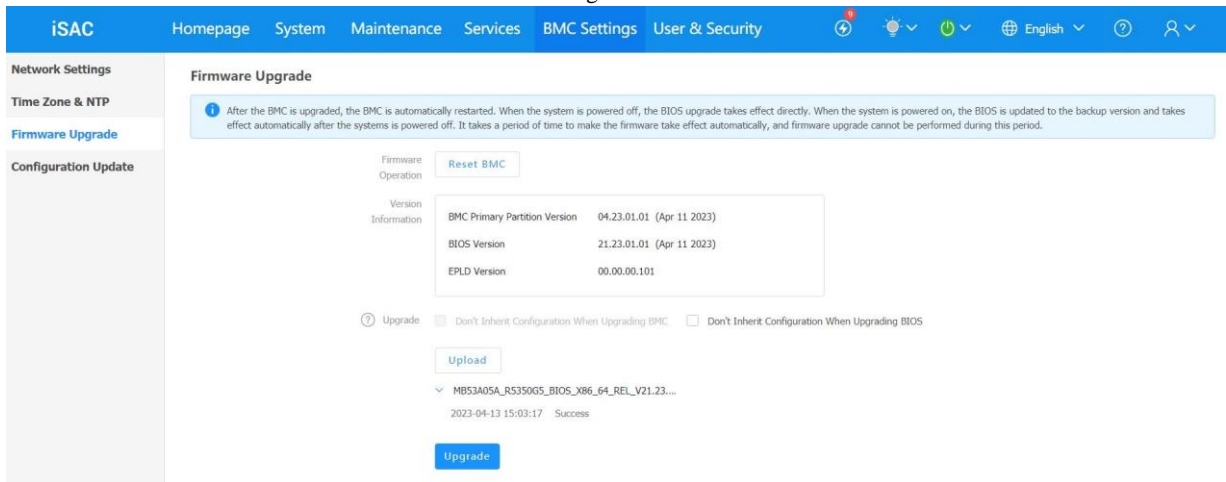 iSAC
Homepage System Maintenance Services BMC Settings User & Security 9 English ?
Network Settings
Time Zone & NTP
Firmware Upgrade
Configuration Update
Firmware Upgrade
After the BMC is upgraded, the BMC is automatically restarted. When the system is powered off, the BIOS upgrade takes effect directly. When the system is powered on, the BIOS is updated to the backup version and takes
effect automatically after the systems is powered off. It takes a period of time to make the firmware take effect automatically, and firmware upgrade cannot be performed during this period.
Firmware
Operation
Reset BMC
Version
Information
BMC Primary Partition Version 04.23.01.01 (Apr 11 2023)
BIOS Version 21.23.01.01 (Apr 11 2023)
EPLD Version 00.00.00.101
? Upgrade Don't Inherit Configuration When Upgrading BMC Don't Inherit Configuration When Upgrading BIOS
Upload
MB53A05A_R5350G5_BIOS_X86_64_REL_V21.23....
2023-04-13 15:03:17 Success
Upgrade